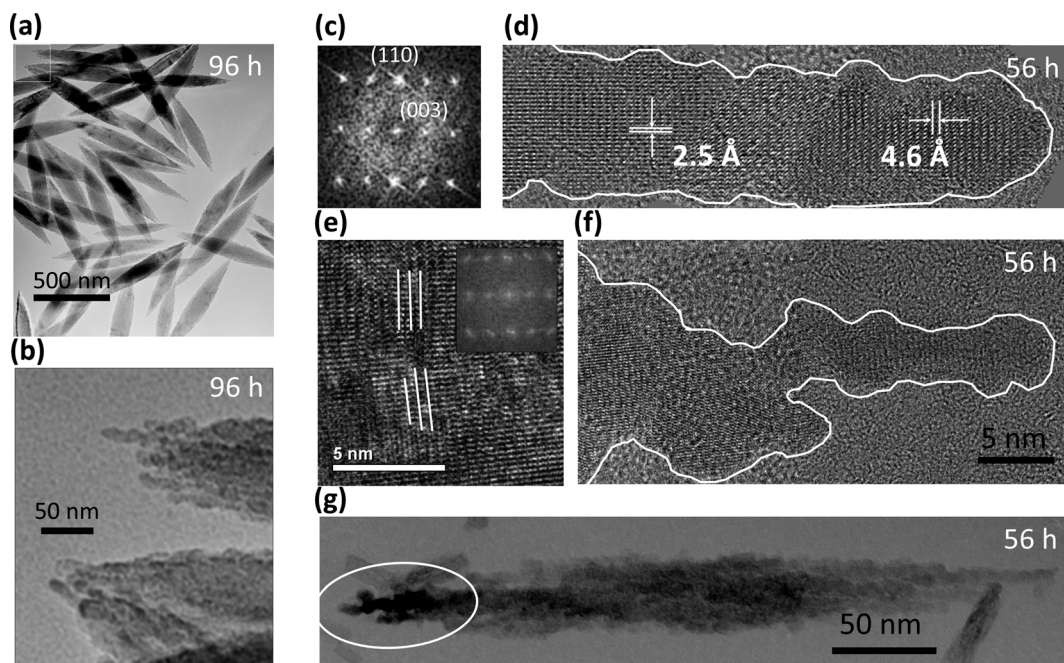 (a)
96 h
500 nm
(b)
96 h
50 nm
(c)
(110)
(003)
(d)
56 h
2.5 Å
4.6 Å
(e)
5 nm
(f)
56 h
5 nm
(g)
56 h
50 nm